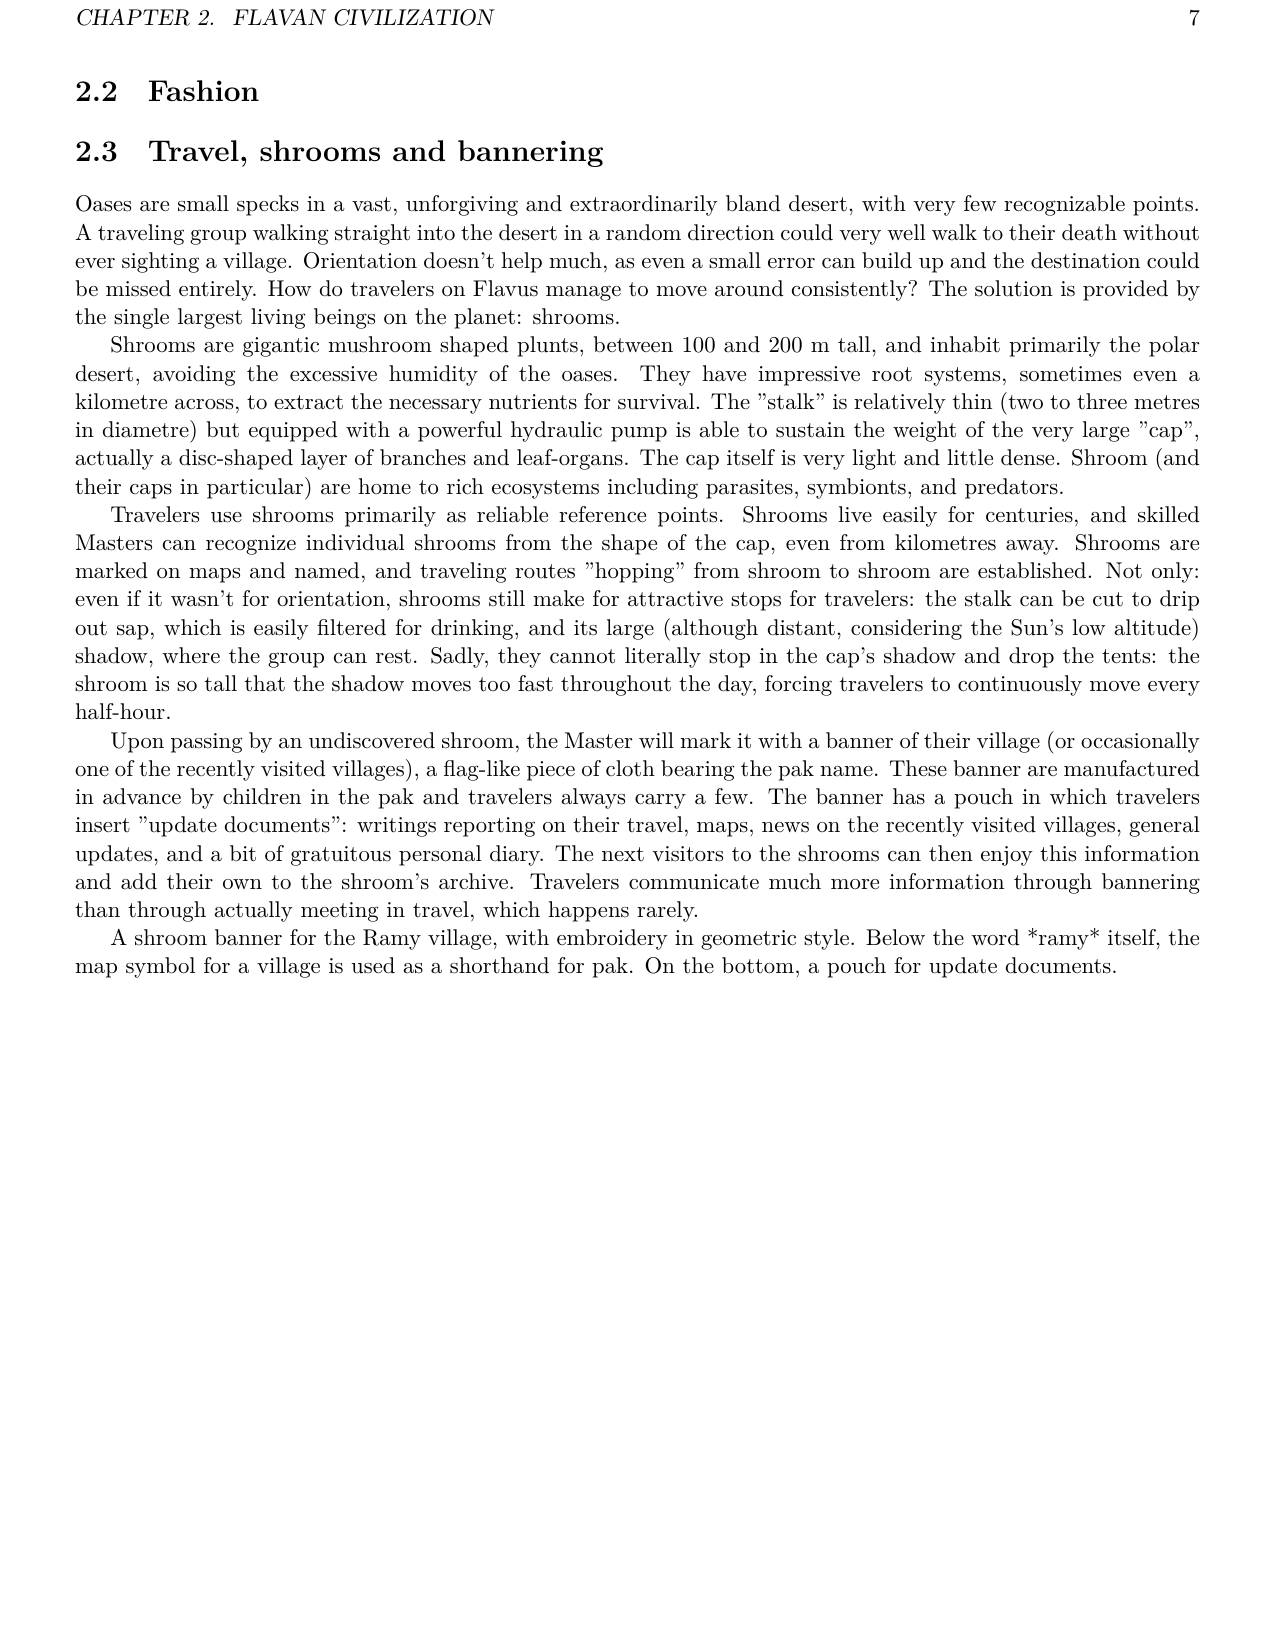 CHAPTER 2. FLAVAN CIVILIZATION 7
2.2 Fashion
2.3 Travel, shrooms and bannering
Oases are small specks in a vast, unforgiving and extraordinarily bland desert, with very few recognizable points.
A traveling group walking straight into the desert in a random direction could very well walk to their death without
ever sighting a village. Orientation doesn't help much, as even a small error can build up and the destination could
be missed entirely. How do travelers on Flavus manage to move around consistently? The solution is provided by
the single largest living beings on the planet: shrooms.
Shrooms are gigantic mushroom shaped plunts, between 100 and 200 m tall, and inhabit primarily the polar
desert, avoiding the excessive humidity of the oases. They have impressive root systems, sometimes even a
kilometre across, to extract the necessary nutrients for survival. The ”stalk” is relatively thin (two to three metres
in diametre) but equipped with a powerful hydraulic pump is able to sustain the weight of the very large ”cap”,
actually a disc-shaped layer of branches and leaf-organs. The cap itself is very light and little dense. Shroom (and
their caps in particular) are home to rich ecosystems including parasites, symbionts, and predators.
Travelers use shrooms primarily as reliable reference points. Shrooms live easily for centuries, and skilled
Masters can recognize individual shrooms from the shape of the cap, even from kilometres away. Shrooms are
marked on maps and named, and traveling routes ”hopping” from shroom to shroom are established. Not only:
even if it wasn't for orientation, shrooms still make for attractive stops for travelers: the stalk can be cut to drip
out sap, which is easily filtered for drinking, and its large (although distant, considering the Sun's low altitude)
shadow, where the group can rest. Sadly, they cannot literally stop in the cap's shadow and drop the tents: the
shroom is so tall that the shadow moves too fast throughout the day, forcing travelers to continuously move every
half-hour.
Upon passing by an undiscovered shroom, the Master will mark it with a banner of their village (or occasionally
one of the recently visited villages), a flag-like piece of cloth bearing the pak name. These banner are manufactured
in advance by children in the pak and travelers always carry a few. The banner has a pouch in which travelers
insert ”update documents”: writings reporting on their travel, maps, news on the recently visited villages, general
updates, and a bit of gratuitous personal diary. The next visitors to the shrooms can then enjoy this information
and add their own to the shroom's archive. Travelers communicate much more information through bannering
than through actually meeting in travel, which happens rarely.
A shroom banner for the Ramy village, with embroidery in geometric style. Below the word *ramy* itself, the
map symbol for a village is used as a shorthand for pak. On the bottom, a pouch for update documents.